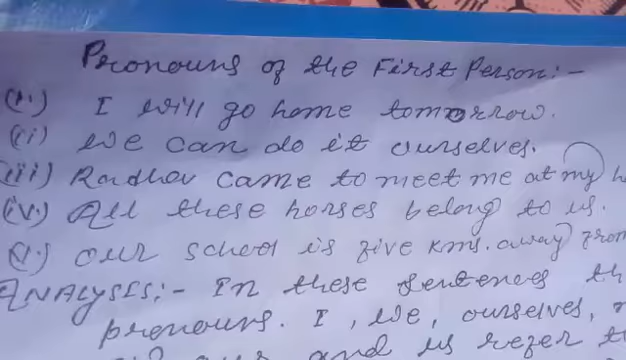 Pronouns of the First Person:-
(i.) I will go home tomorrow.
(ii) We can do it ourselves.
(iii) Radhav came to meet me at my
(iv.) All these horses belong to us.
(v.) Our school is five kms. away from
ANALYSIS:- In these sentences th
pronouns. I, We, ourselves,
and us refer t